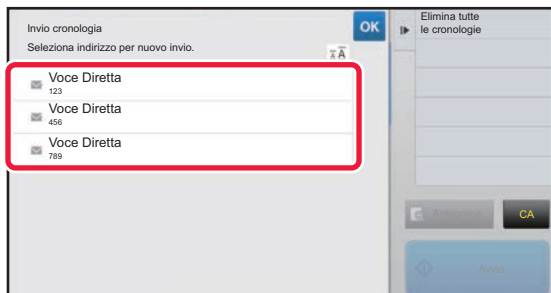 Invio cronologia
Seleziona indirizzo per nuovo invio.
OK
Elimina tutte
le cronologie
Voce Diretta
123
Voce Diretta
456
Voce Diretta
789
CA
Avvio